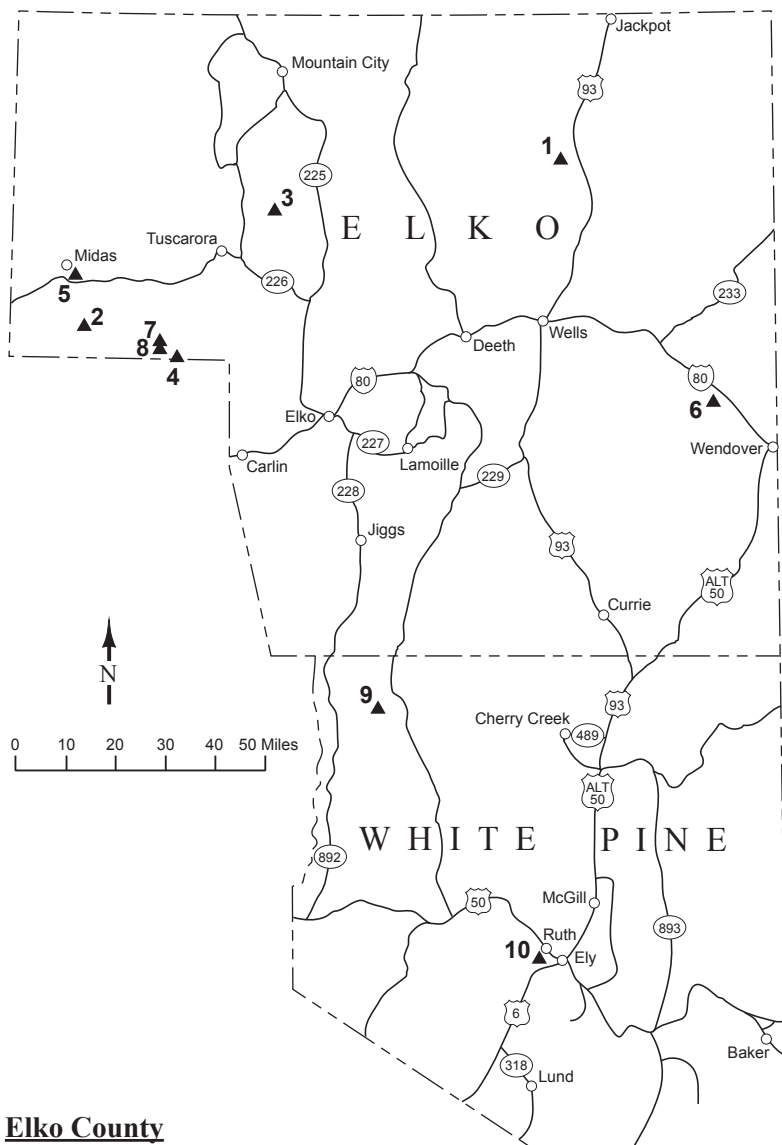 Jackpot
Mountain City
93
1
225
3
E L K O
Tuscarora
Midas
5
226
233
2
7
8
4
Deeth
Wells
80
80
6
Elko
227
Lamoille
Wendover
Carlin
229
228
Jiggs
93
ALT
50
Currie
N
9
93
Cherry Creek
489
0 10 20 30 40 50 Miles
ALT
50
W H I T E P I N E
892
50
McGill
893
Ruth
10
Ely
6
Baker
318
Lund
Elko County